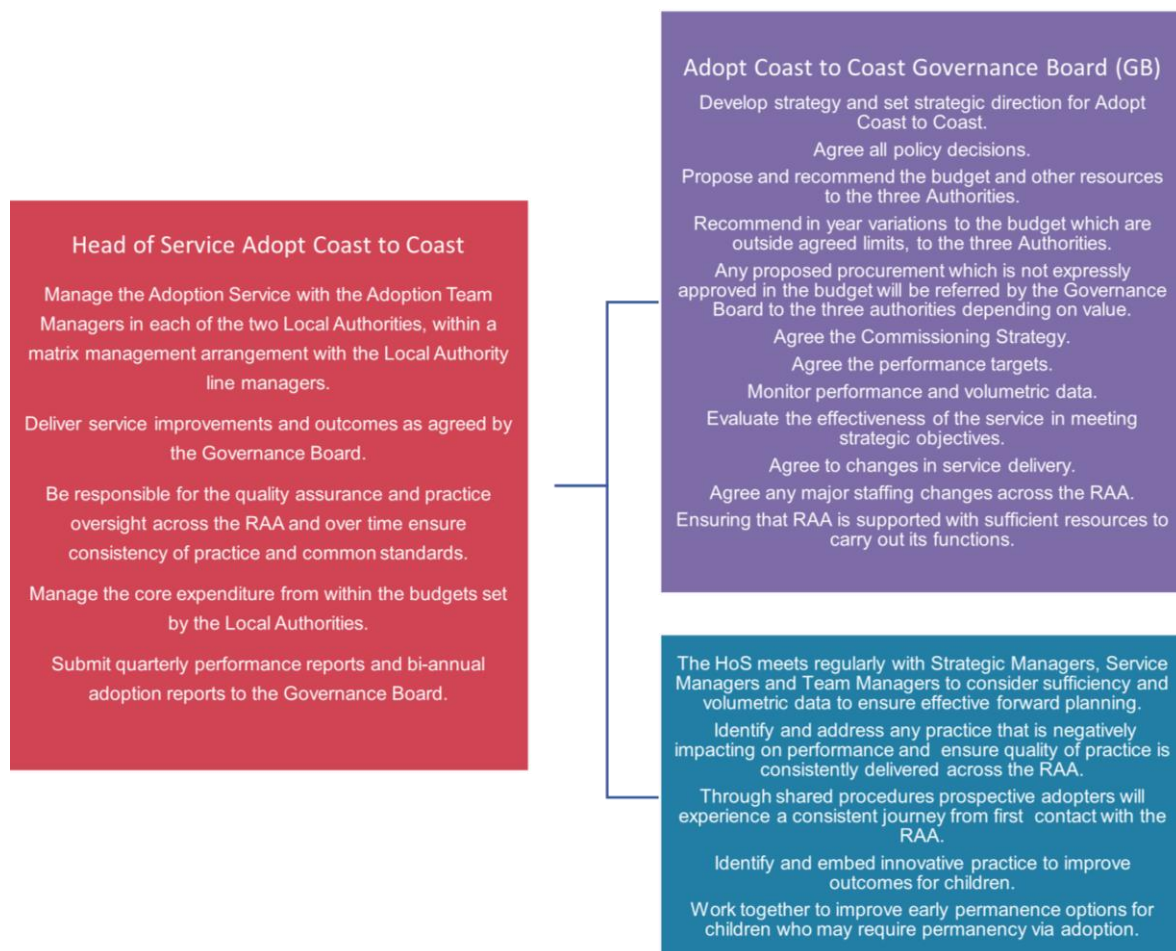 Head of Service Adopt Coast to Coast
Manage the Adoption Service with the Adoption Team
Managers in each of the two Local Authorities, within a
matrix management arrangement with the Local Authority
line managers.
Deliver service improvements and outcomes as agreed by
the Governance Board.
Be responsible for the quality assurance and practice
oversight across the RAA and over time ensure
consistency of practice and common standards.
Manage the core expenditure from within the budgets set
by the Local Authorities.
Submit quarterly performance reports and bi-annual
adoption reports to the Governance Board.
Adopt Coast to Coast Governance Board (GB)
Develop strategy and set strategic direction for Adopt
Coast to Coast.
Agree all policy decisions.
Propose and recommend the budget and other resources
to the three Authorities.
Recommend in year variations to the budget which are
outside agreed limits, to the three Authorities.
Any proposed procurement which is not expressly
approved in the budget will be referred by the Governance
Board to the three authorities depending on value.
Agree the Commissioning Strategy.
Agree the performance targets.
Monitor performance and volumetric data.
Evaluate the effectiveness of the service in meeting
strategic objectives.
Agree to changes in service delivery.
Agree any major staffing changes across the RAA.
Ensuring that RAA is supported with sufficient resources to
carry out its functions.
The HoS meets regularly with Strategic Managers, Service
Managers and Team Managers to consider sufficiency and
volumetric data to ensure effective forward planning.
Identify and address any practice that is negatively
impacting on performance and ensure quality of practice is
consistently delivered across the RAA.
Through shared procedures prospective adopters will
experience a consistent journey from first contact with the
RAA.
Identify and embed innovative practice to improve
outcomes for children.
Work together to improve early permanence options for
children who may require permanency via adoption.